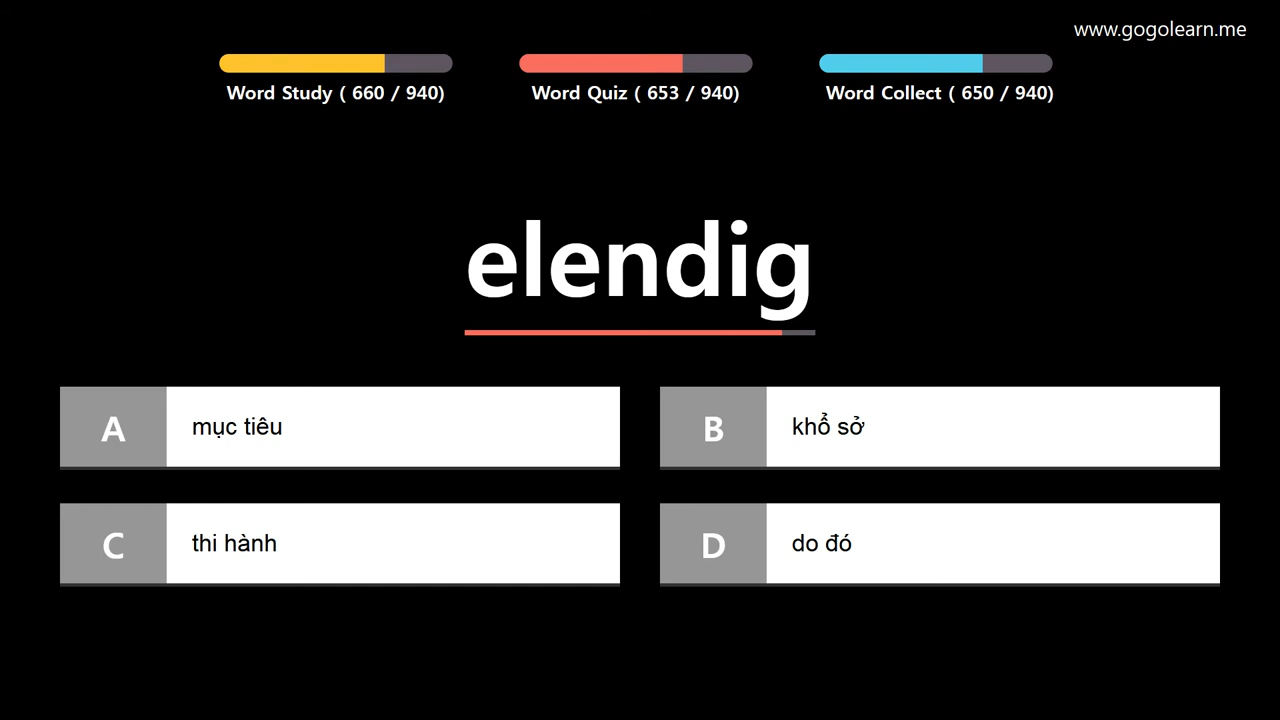 www.gogolearn.me
Word Study ( 660 / 940)
Word Quiz ( 653 / 940)
Word Collect ( 650 / 940)
elendig
A
mục tiêu
B
khổ sở
C
thi hành
D
do đó